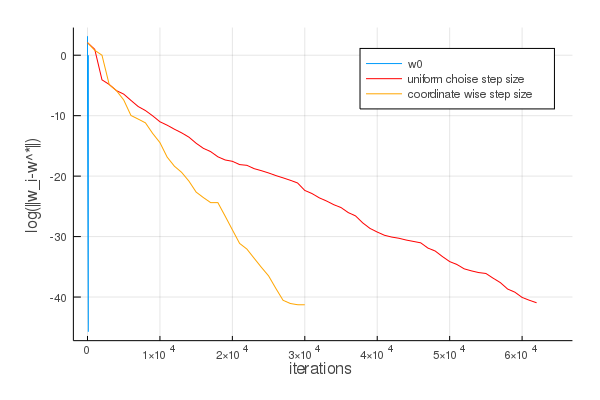 w0
uniform choise step size
coordinate wise step size
log(‖w_i-w^*‖)
0
-10
-20
-30
-40
0
1×10 4
2×10 4
3×10 4
4×10 4
5×10 4
6×10 4
iterations